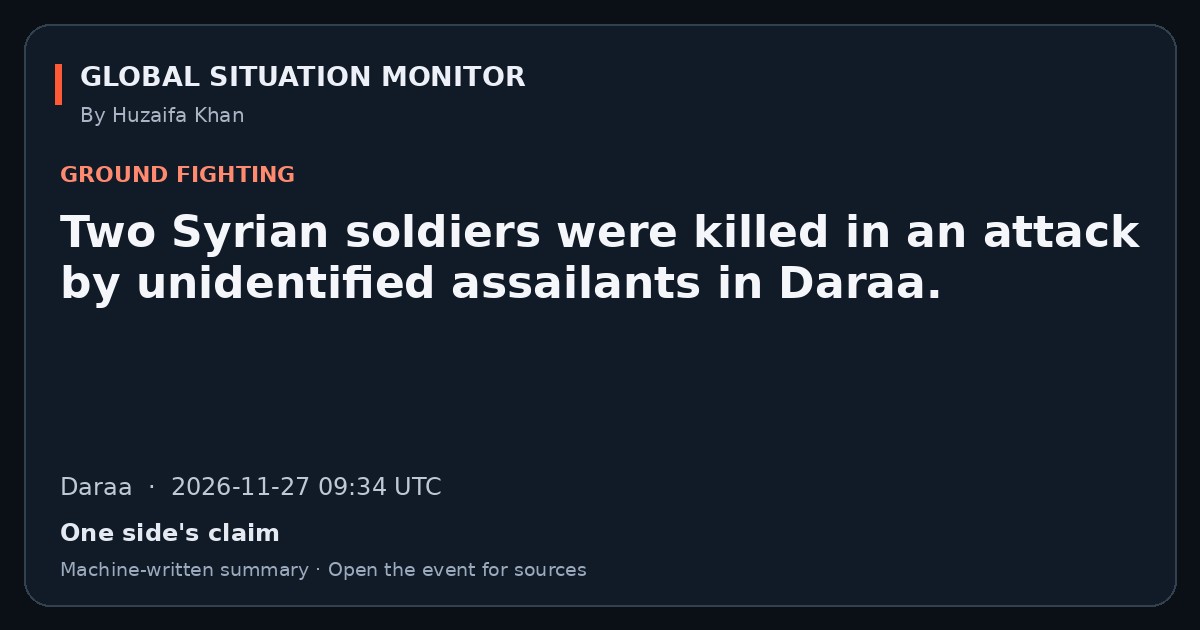 GLOBAL SITUATION MONITOR
By Huzaifa Khan
GROUND FIGHTING
Two Syrian soldiers were killed in an attack
by unidentified assailants in Daraa.
Daraa · 2026-11-27 09:34 UTC
One side's claim
Machine-written summary · Open the event for sources